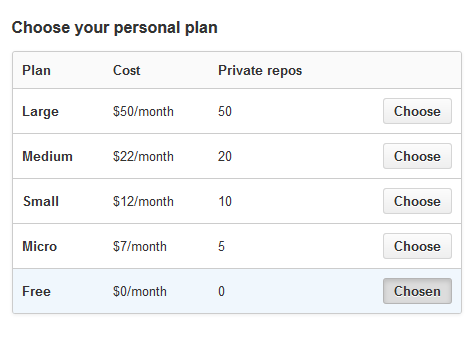 Choose your personal plan
Plan Cost Private repos
Large $50/month 50 Choose
Medium $22/month 20 Choose
Small $12/month 10 Choose
Micro $7/month 5 Choose
Free $0/month 0 Chosen